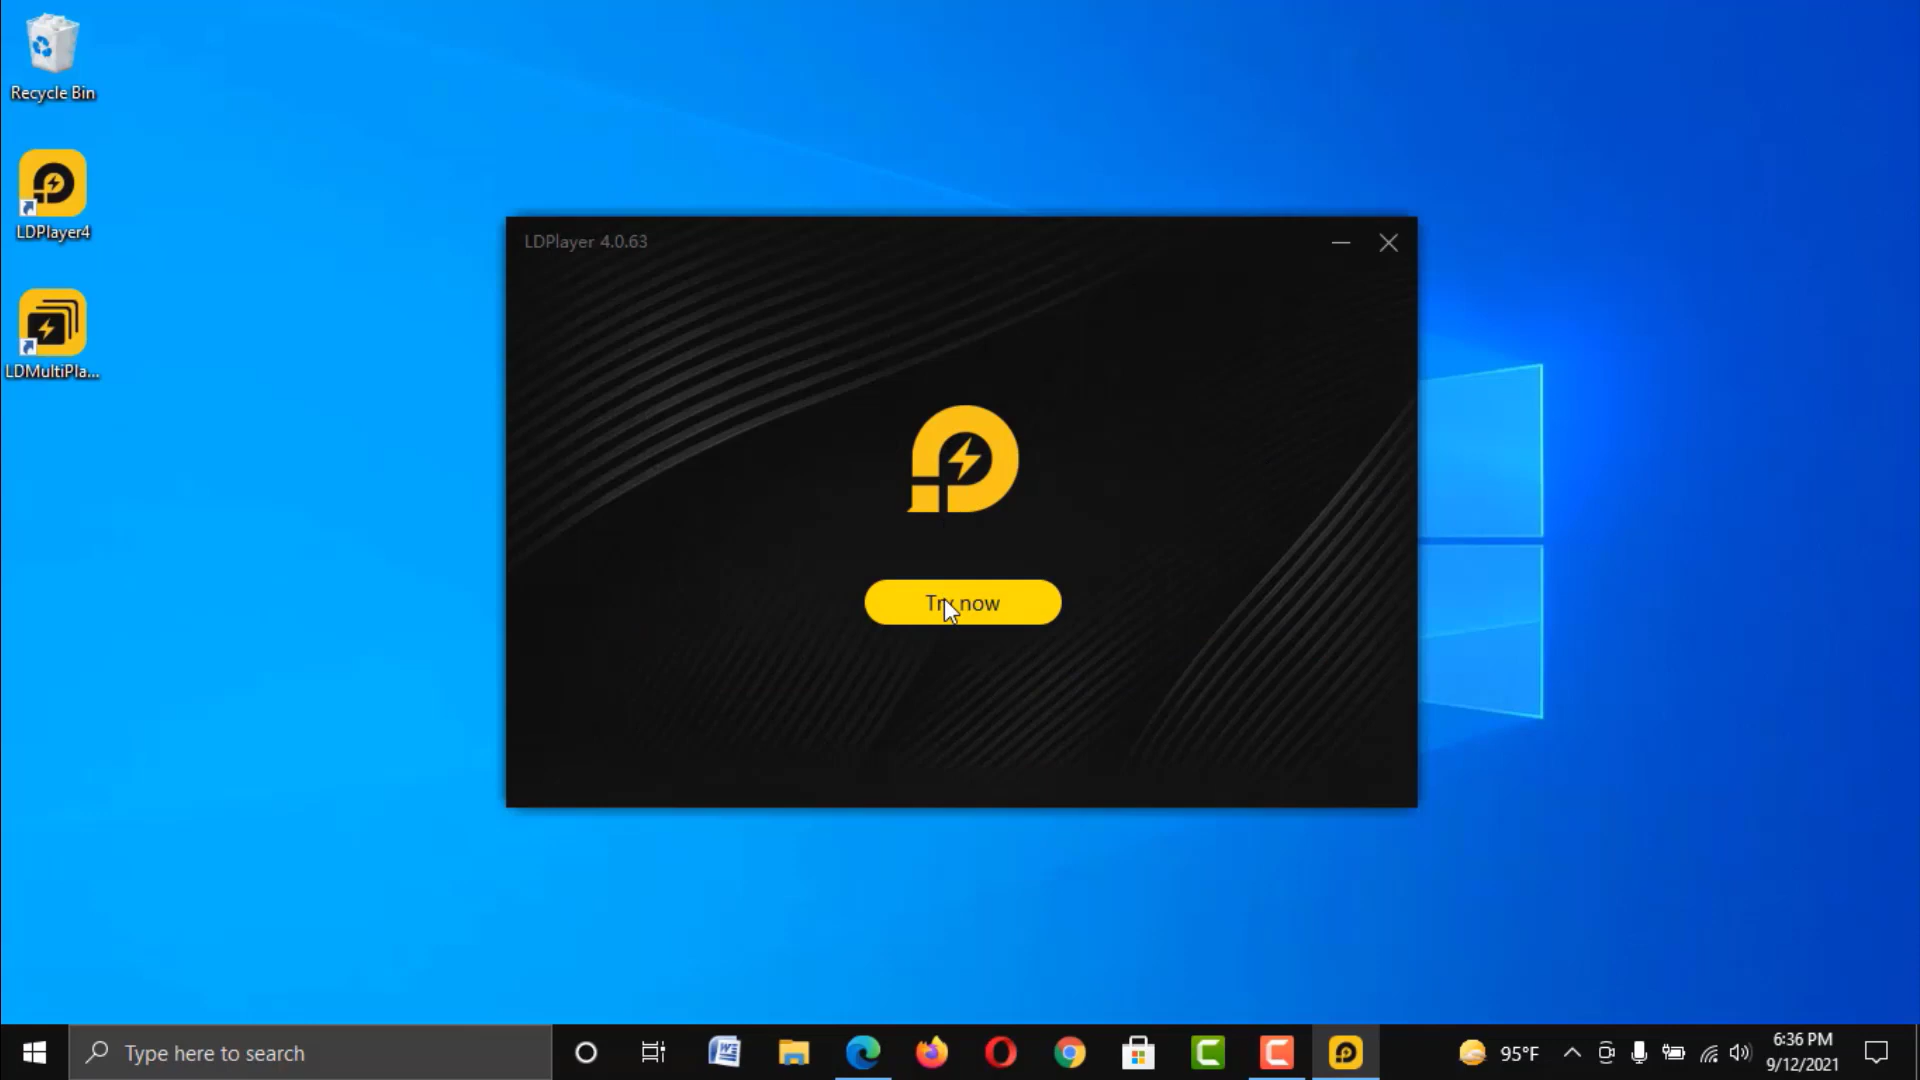 Recycle Bin
LDPlayer4
LDMultiPla...
LDPlayer 4.0.63
Try now
Type here to search
95°F
6:36 PM
9/12/2021